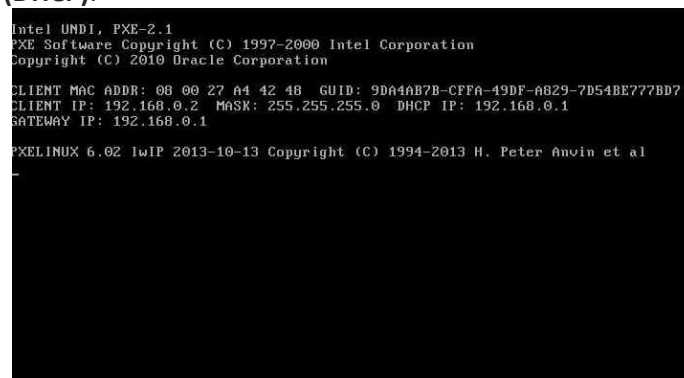 (DHCP).
Intel UNDI, PXE-2.1
PXE Software Copyright (C) 1997-2000 Intel Corporation
Copyright (C) 2010 Oracle Corporation
CLIENT MAC ADDR: 08 00 27 A4 42 48 GUID: 9DA4AB7B-CFFA-49DF-A829-7D54BE777BD7
CLIENT IP: 192.168.0.2 MASK: 255.255.255.0 DHCP IP: 192.168.0.1
GATEWAY IP: 192.168.0.1
PXELINUX 6.02 lwIP 2013-10-13 Copyright (C) 1994-2013 H. Peter Anvin et al